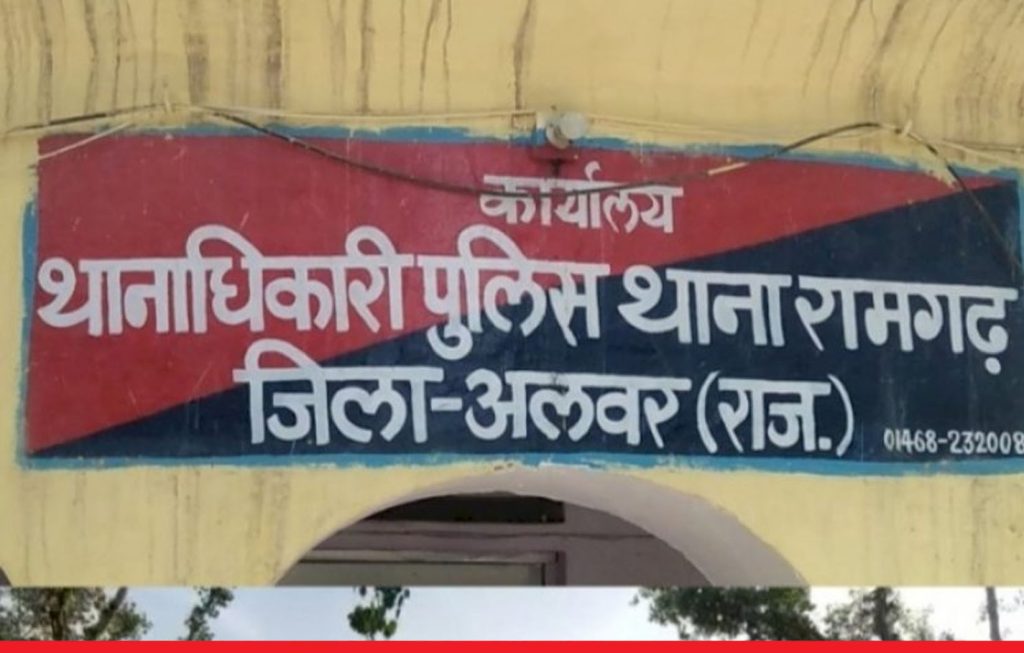 कार्यालय
थानाधिकारी पुलिस थाना रामगढ़
जिला-अलवर (राज.)
01468-232008